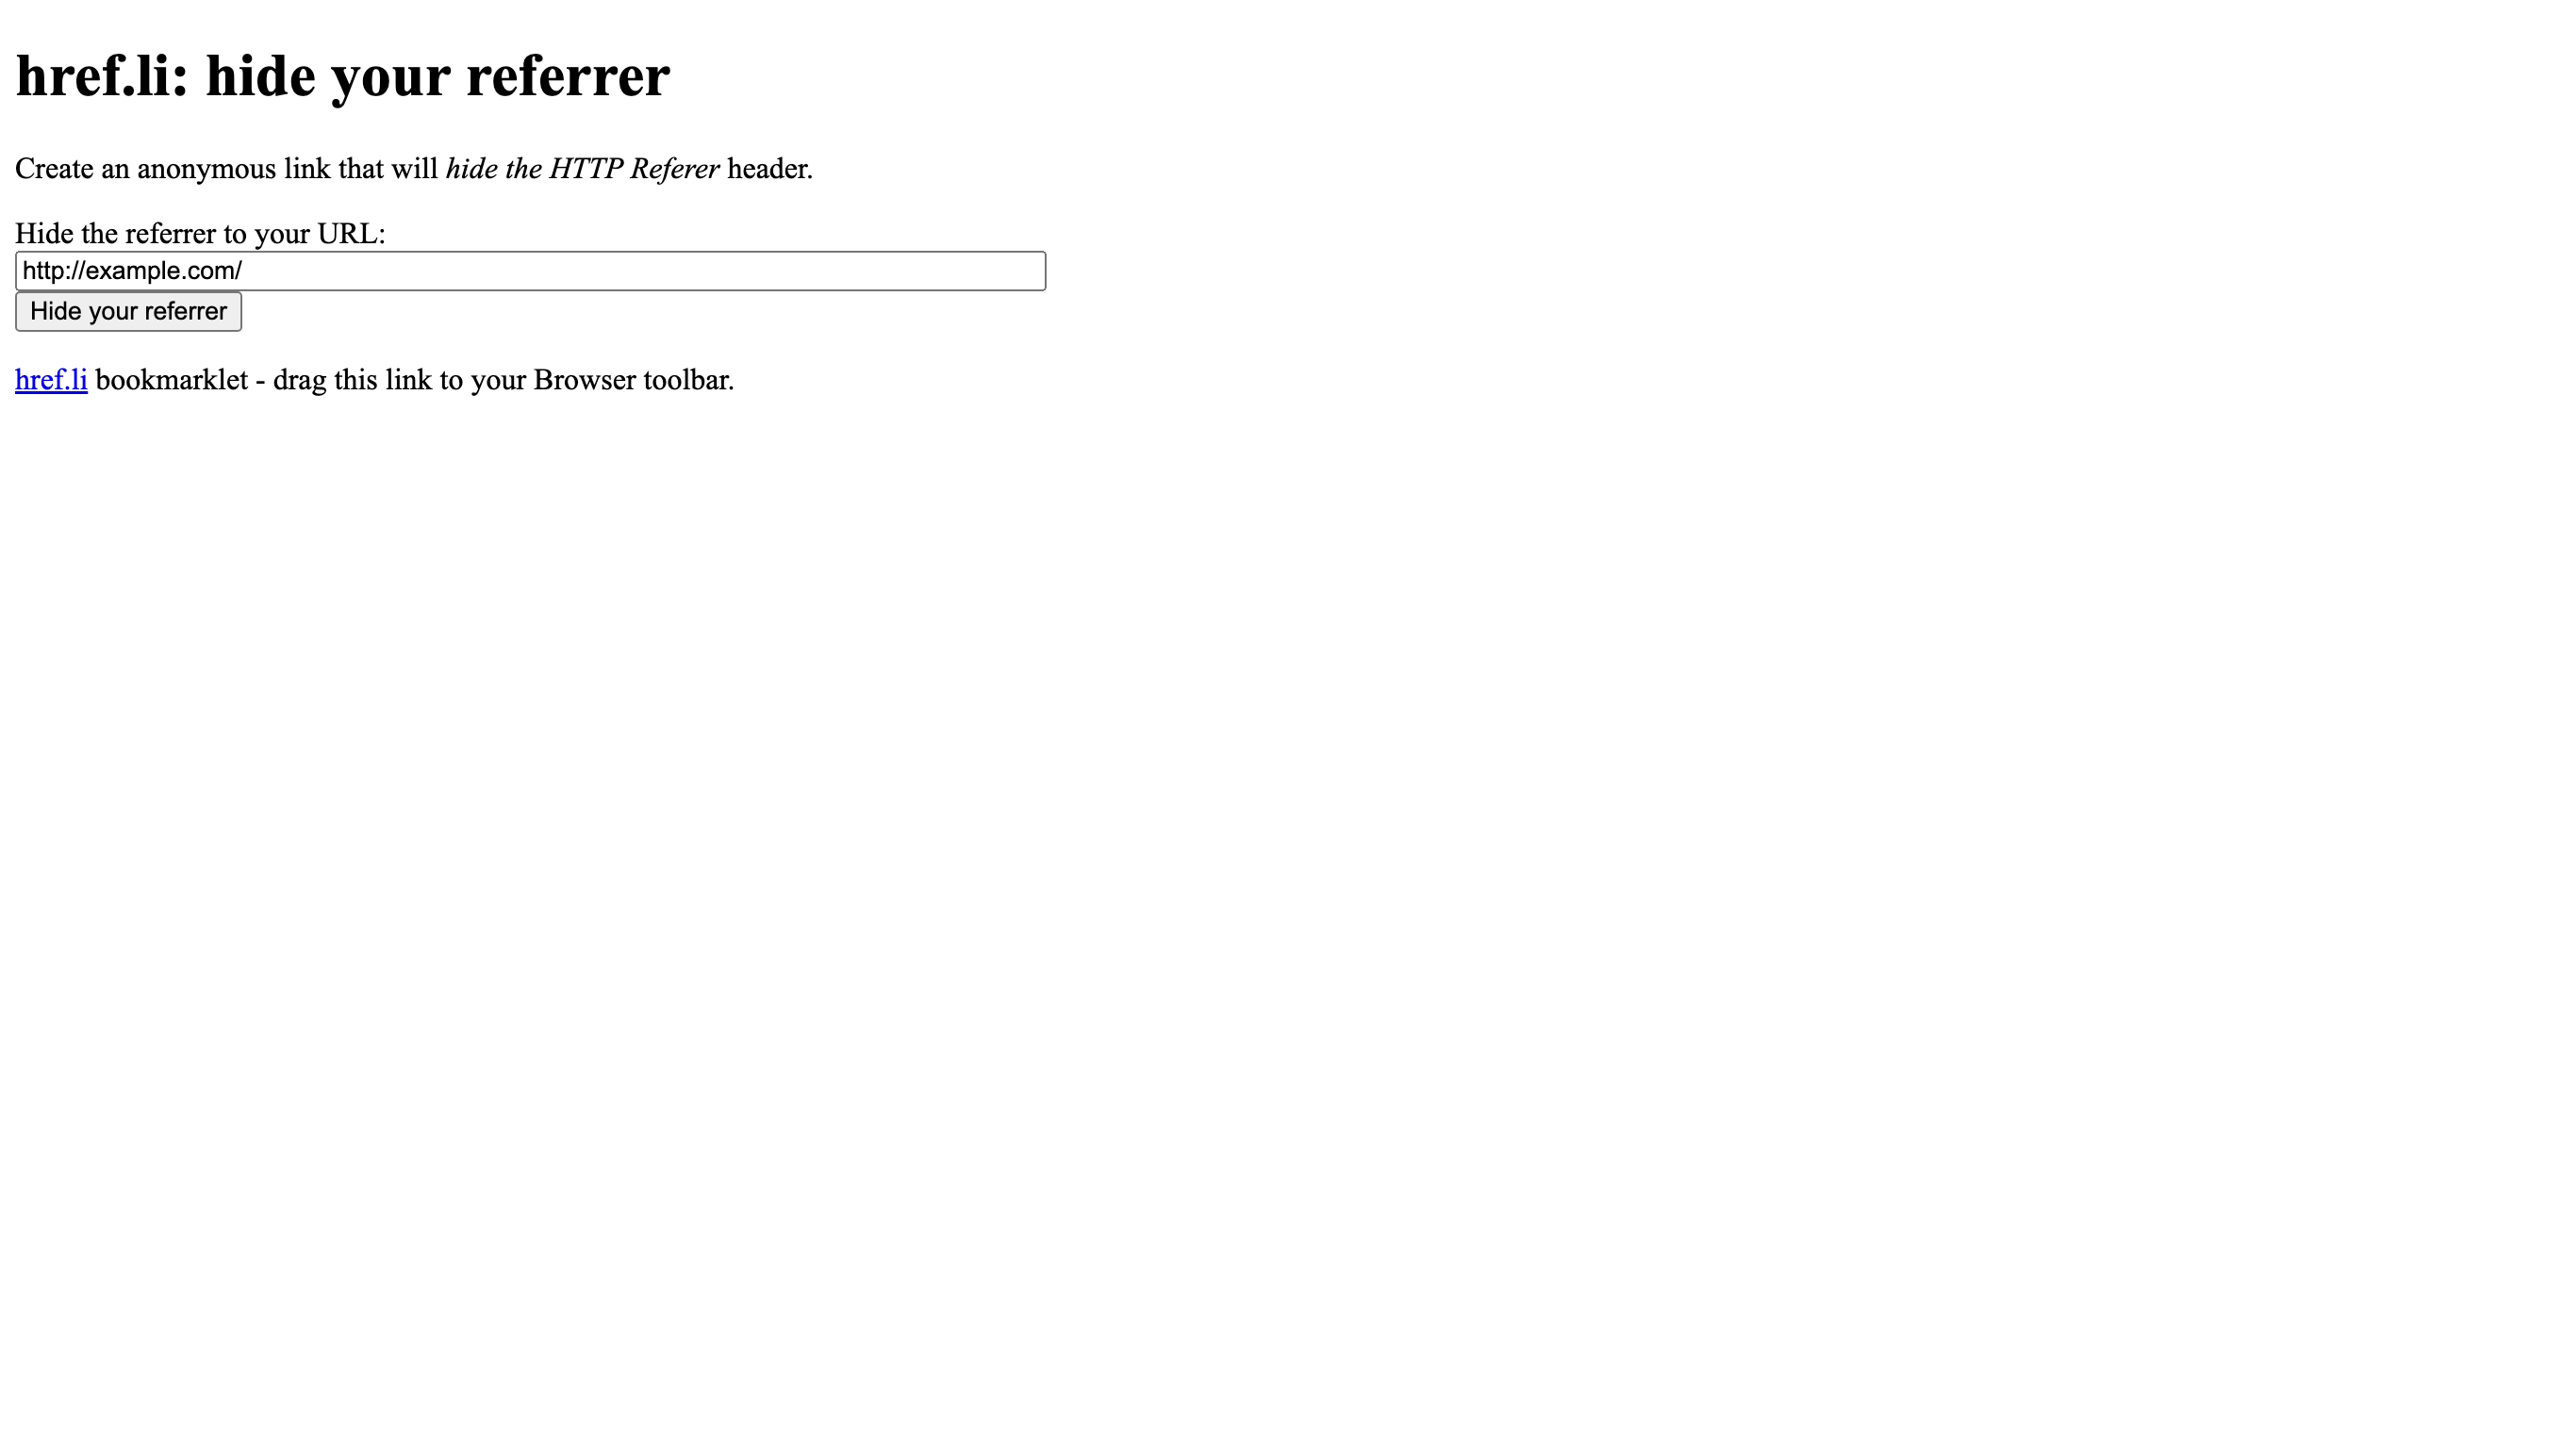 href.li: hide your referrer
Create an anonymous link that will hide the HTTP Referer header.
Hide the referrer to your URL:
http://example.com/
Hide your referrer
href.li bookmarklet - drag this link to your Browser toolbar.